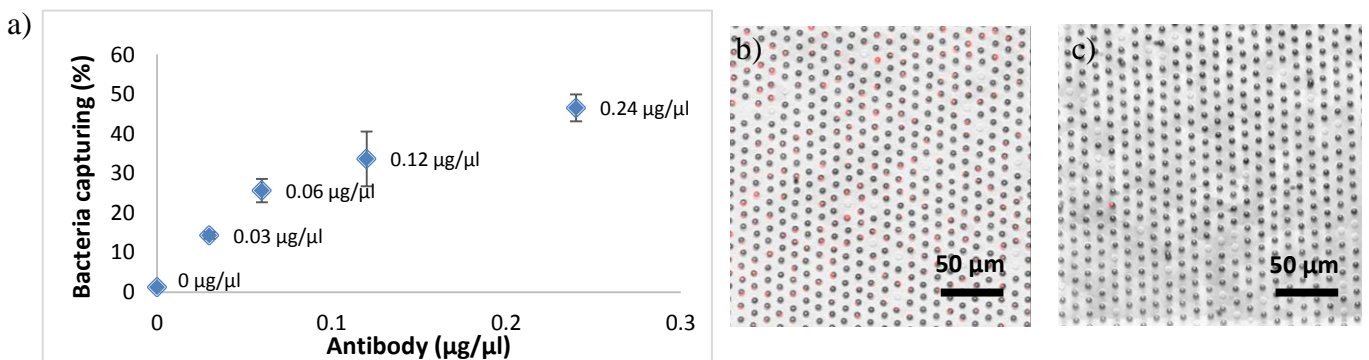 a)
60
50
40
30
20
10
0
Bacteria capturing (%)
0 µg/µl
0.03 µg/µl
0.06 µg/µl
0.12 µg/µl
0.24 µg/µl
0
0.1
0.2
0.3
Antibody (µg/µl)
b)
50 µm
c)
50 µm